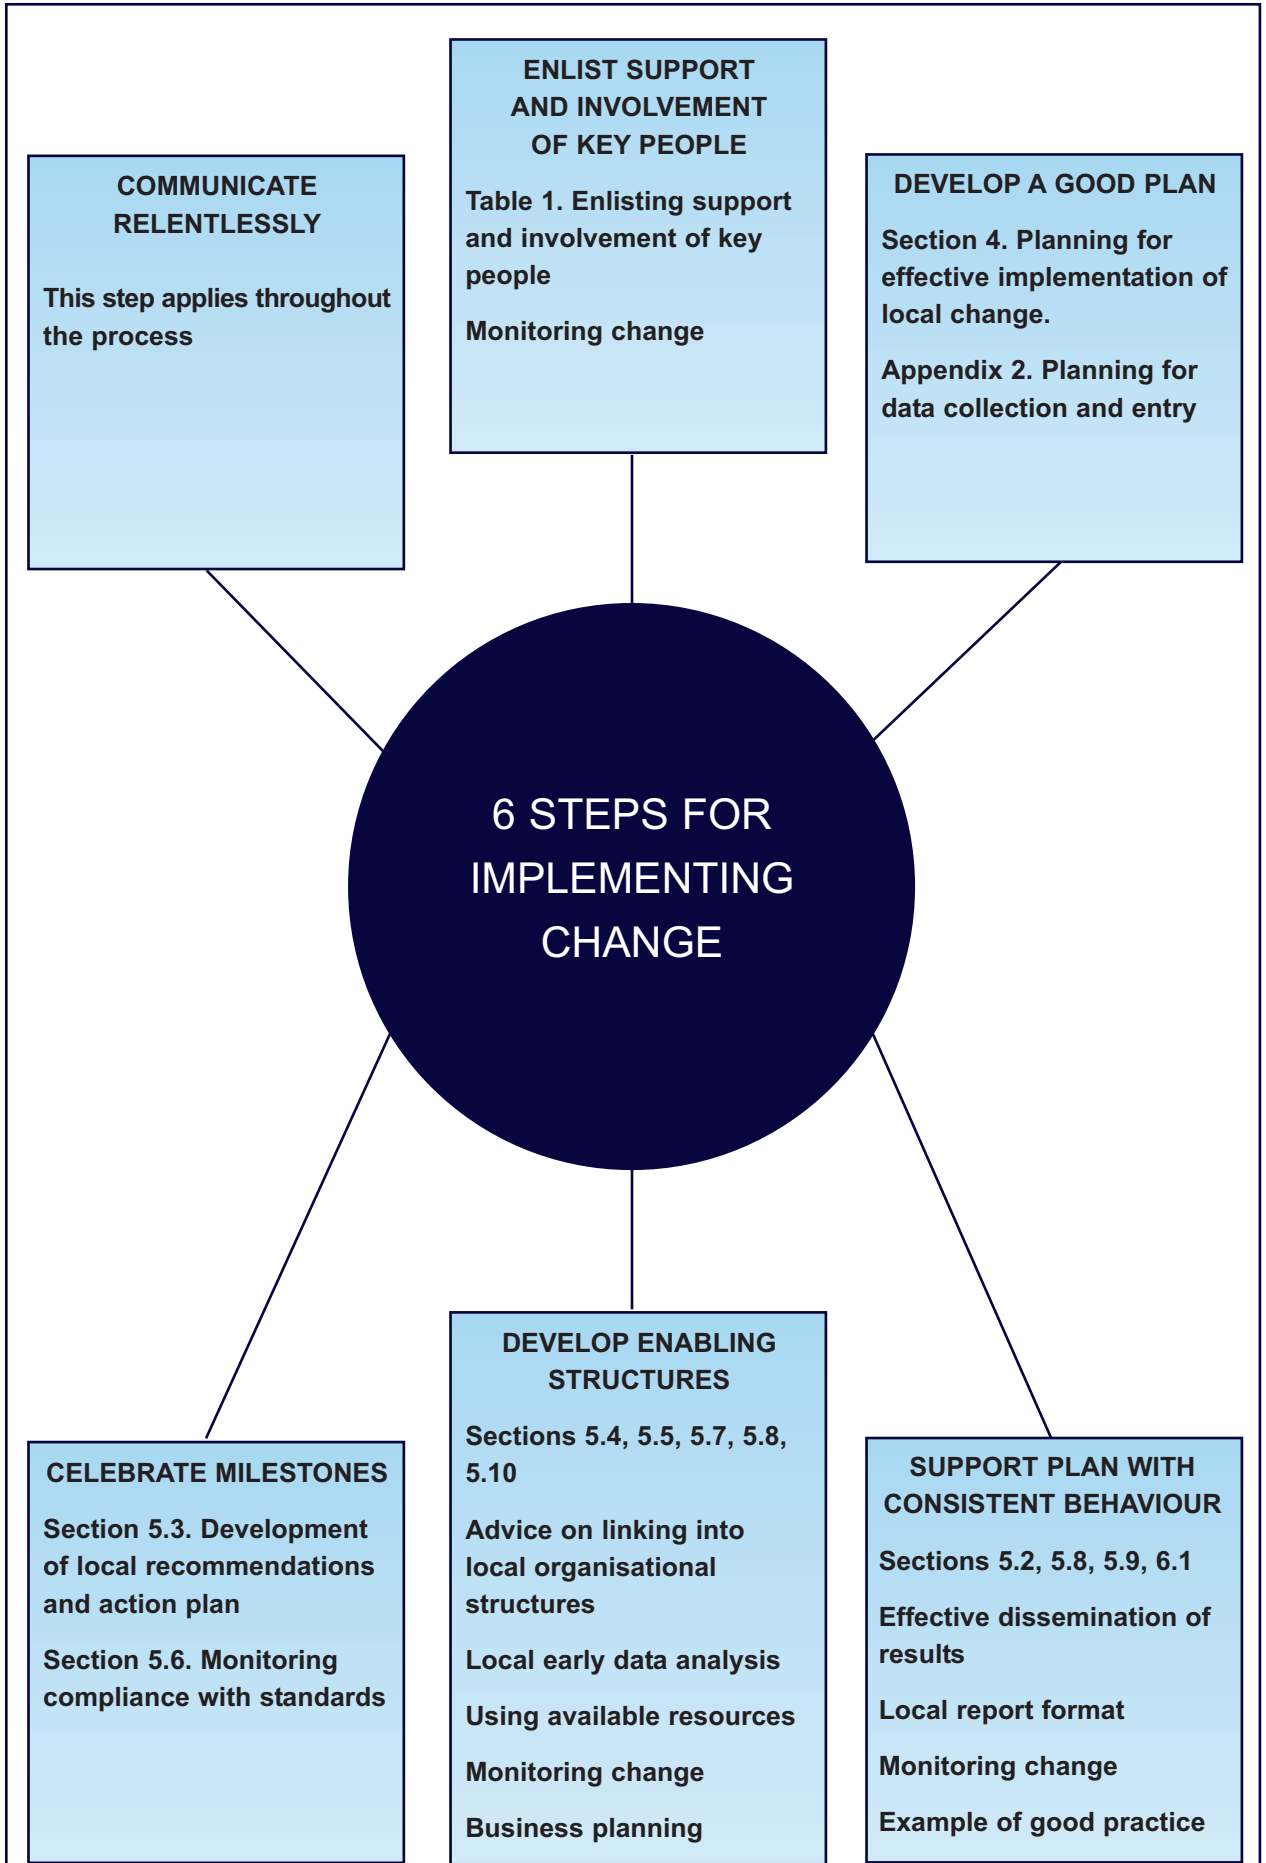 ENLIST SUPPORT
AND INVOLVEMENT
OF KEY PEOPLE
Table 1. Enlisting support
and involvement of key
people
Monitoring change
COMMUNICATE
RELENTLESSLY
This step applies throughout
the process
DEVELOP A GOOD PLAN
Section 4. Planning for
effective implementation of
local change.
Appendix 2. Planning for
data collection and entry
6 STEPS FOR
IMPLEMENTING
CHANGE
CELEBRATE MILESTONES
Section 5.3. Development
of local recommendations
and action plan
Section 5.6. Monitoring
compliance with standards
DEVELOP ENABLING
STRUCTURES
Sections 5.4, 5.5, 5.7, 5.8,
5.10
Advice on linking into
local organisational
structures
Local early data analysis
Using available resources
Monitoring change
Business planning
SUPPORT PLAN WITH
CONSISTENT BEHAVIOUR
Sections 5.2, 5.8, 5.9, 6.1
Effective dissemination of
results
Local report format
Monitoring change
Example of good practice